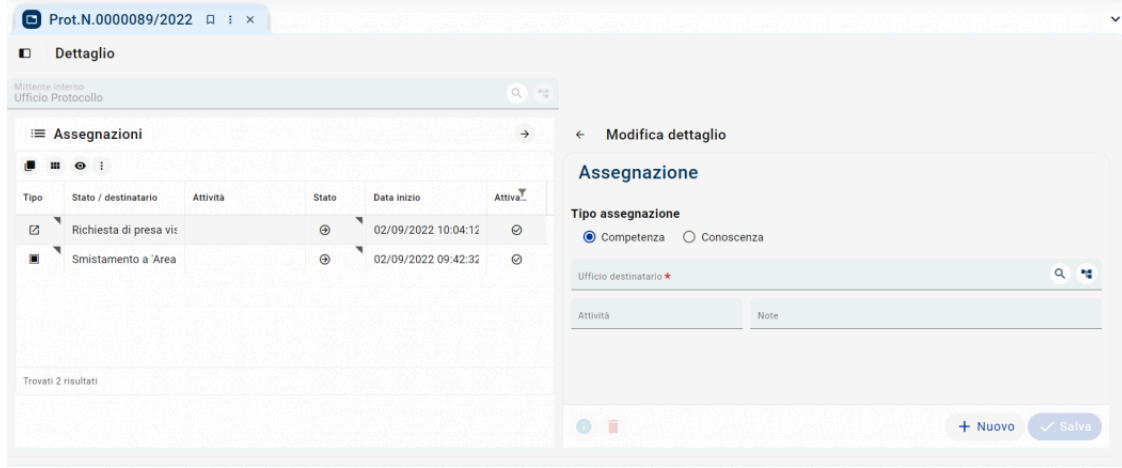 Prot.N.0000089/2022
Dettaglio
Mittente interno
Ufficio Protocollo
Assegnazioni
Tipo Stato / destinatario Attività Stato Data inizio Attiva
Richiesta di presa vis 02/09/2022 10:04:12
Smistamento a 'Area 02/09/2022 09:42:32
Trovati 2 risultati
Modifica dettaglio
Assegnazione
Tipo assegnazione
Competenza Conoscenza
Ufficio destinatario *
Attività Note
+ Nuovo Salva